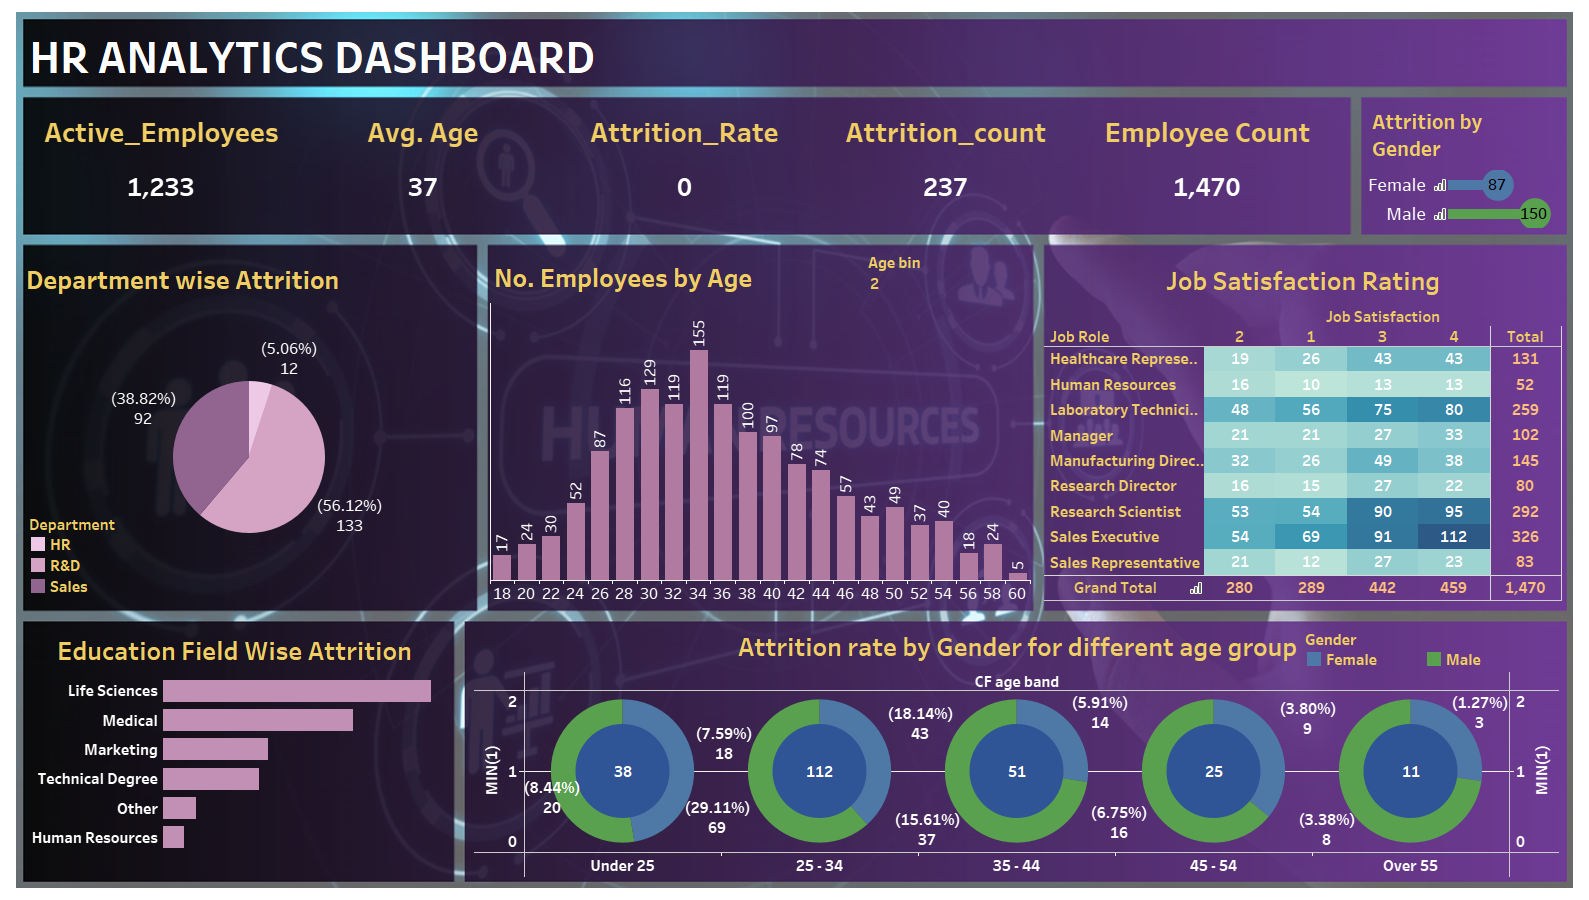 HR ANALYTICS DASHBOARD
Active_Employees Avg. Age Attrition_Rate Attrition_count Employee Count
1,233 37 0 237 1,470
Attrition by
Gender
Female 87
Male 150
Department wise Attrition
(5.06%)
12
(38.82%)
92
(56.12%)
133
Department
HR
R&D
Sales
No. Employees by Age
Age bin
2
17 24 30 52 87 116 129 119 155 119 100 97 78 74 57 43 49 37 40 18 24 5
18 20 22 24 26 28 30 32 34 36 38 40 42 44 46 48 50 52 54 56 58 60
HUMAN RESOURCES
Job Satisfaction Rating
Job Satisfaction
Job Role 2 1 3 4 Total
Healthcare Represe.. 19 26 43 43 131
Human Resources 16 10 13 13 52
Laboratory Technici.. 48 56 75 80 259
Manager 21 21 27 33 102
Manufacturing Direc.. 32 26 49 38 145
Research Director 16 15 27 22 80
Research Scientist 53 54 90 95 292
Sales Executive 54 69 91 112 326
Sales Representative 21 12 27 23 83
Grand Total 280 289 442 459 1,470
Education Field Wise Attrition
Life Sciences
Medical
Marketing
Technical Degree
Other
Human Resources
Attrition rate by Gender for different age group
Gender
Female Male
CF age band
MIN(1)
2
1
0
38
(7.59%)
18
(8.44%)
20
112
(18.14%)
43
(29.11%)
69
51
(5.91%)
14
(15.61%)
37
25
(3.80%)
9
(6.75%)
16
11
(1.27%)
3
(3.38%)
8
2
1
0
MIN(1)
Under 25 25 - 34 35 - 44 45 - 54 Over 55